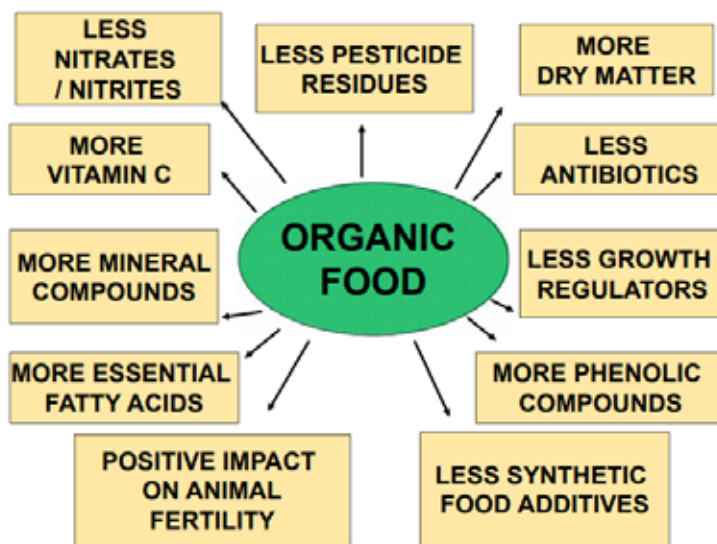 LESS
NITRATES
/ NITRITES
LESS PESTICIDE
RESIDUES
MORE
DRY MATTER
MORE
VITAMIN C
LESS
ANTIBIOTICS
ORGANIC
FOOD
MORE MINERAL
COMPOUNDS
LESS GROWTH
REGULATORS
MORE ESSENTIAL
FATTY ACIDS
MORE PHENOLIC
COMPOUNDS
POSITIVE IMPACT
ON ANIMAL
FERTILITY
LESS SYNTHETIC
FOOD ADDITIVES